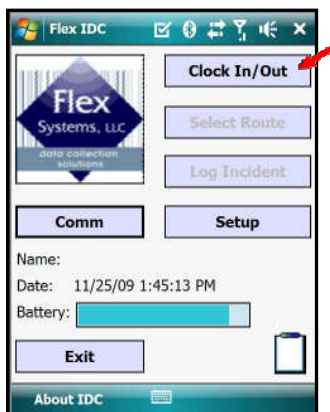 Flex IDC
Clock In/Out
Flex
Systems, LLC
data collection
solutions
Select Route
Log Incident
Comm
Setup
Name:
Date: 11/25/09 1:45:13 PM
Battery:
Exit
About IDC